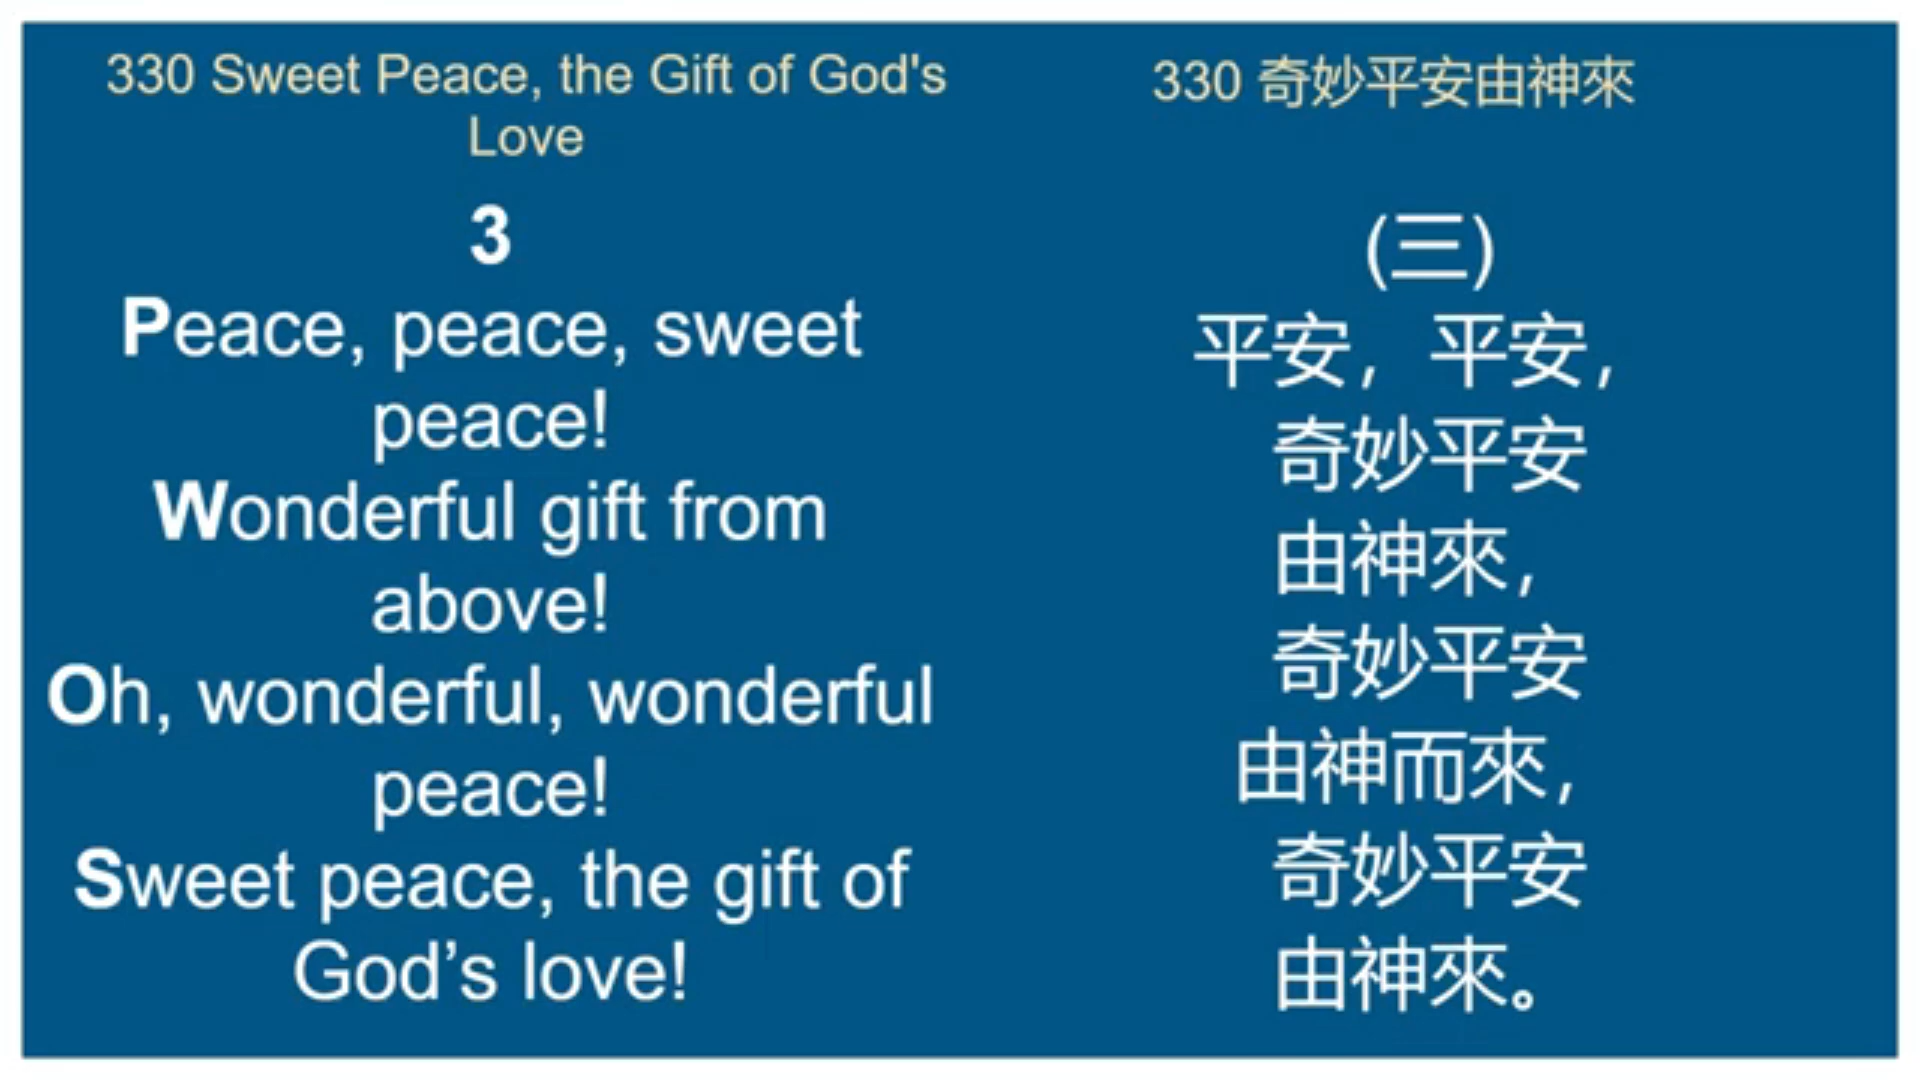 330 Sweet Peace, the Gift of God's
Love
3
Peace, peace, sweet
peace!
Wonderful gift from
above!
Oh, wonderful, wonderful
peace!
Sweet peace, the gift of
God’s love!
330 奇妙平安由神來
(三)
平安，平安，
奇妙平安
由神來，
奇妙平安
由神而來，
奇妙平安
由神來。